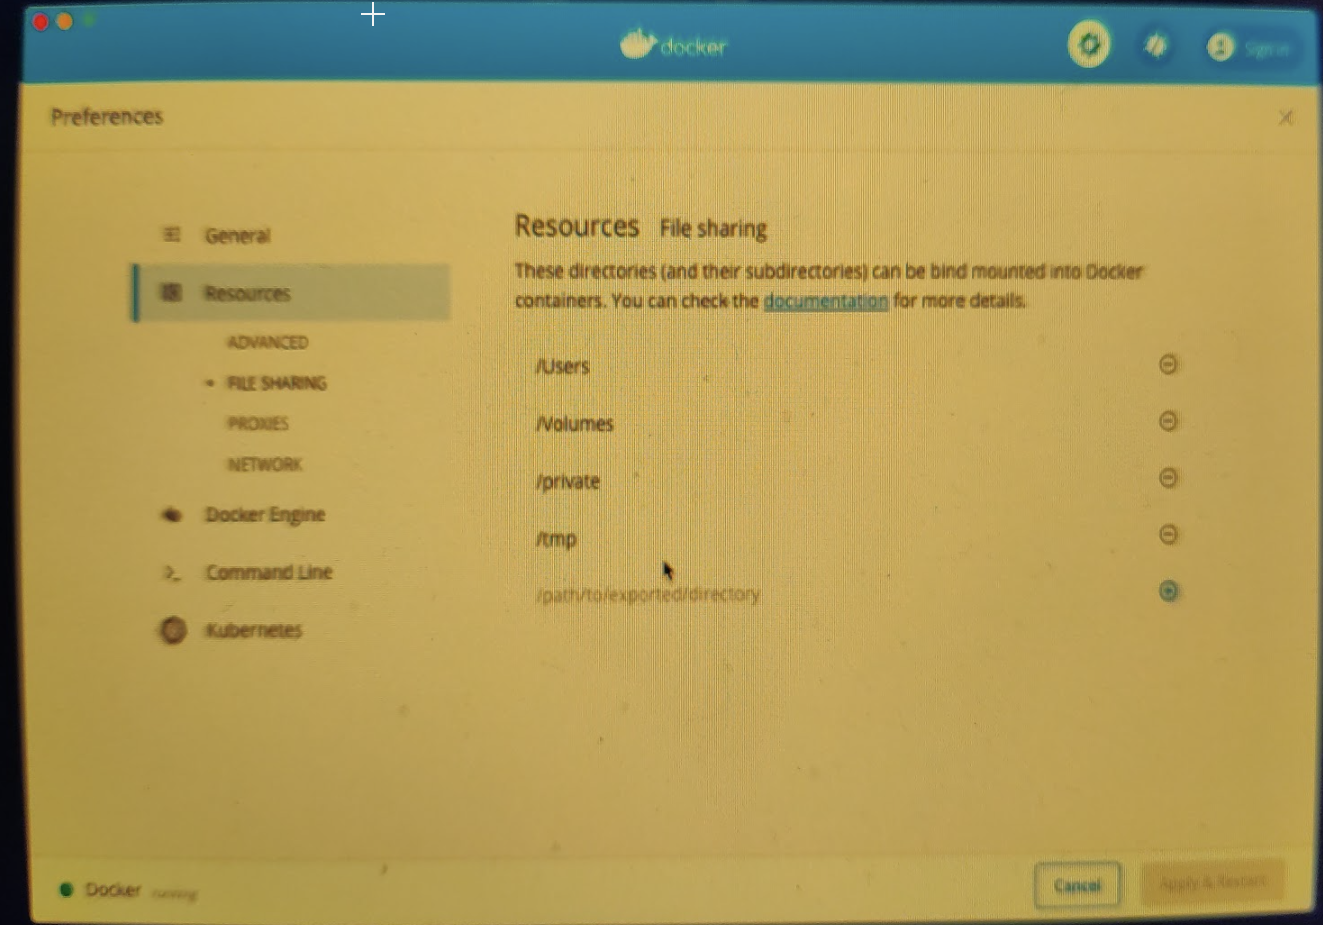 docker
Sign in
Preferences
General
Resources
ADVANCED
FILE SHARING
PROXIES
NETWORK
Docker Engine
Command Line
Kubernetes
Resources File sharing
These directories (and their subdirectories) can be bind mounted into Docker
containers. You can check the documentation for more details.
/Users
/Volumes
/private
/tmp
/path/to/exported/directory
Docker running
Cancel
Apply & Restart